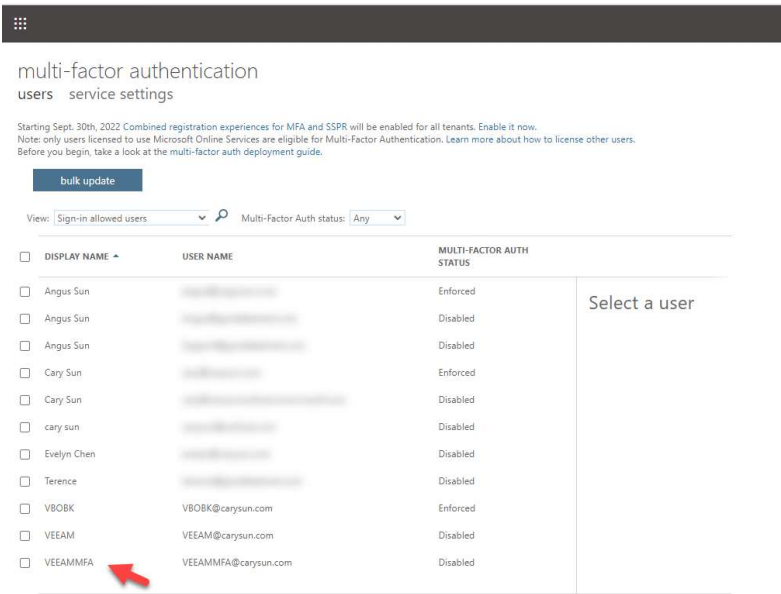 multi-factor authentication
users service settings
Starting Sept. 30th, 2022 Combined registration experiences for MFA and SSPR will be enabled for all tenants. Enable it now.
Note: only users licensed to use Microsoft Online Services are eligible for Multi-Factor Authentication. Learn more about how to license other users.
Before you begin, take a look at the multi-factor auth deployment guide.
bulk update
View: Sign-in allowed users Multi-Factor Auth status: Any
DISPLAY NAME USER NAME MULTI-FACTOR AUTH STATUS
Angus Sun Enforced
Select a user
Angus Sun Disabled
Angus Sun Disabled
Cary Sun Enforced
Cary Sun Disabled
cary sun Disabled
Evelyn Chen Disabled
Terence Disabled
VBOBK VBOBK@carysun.com Enforced
VEEAM VEEAM@carysun.com Disabled
VEEAMMFA VEEAMMFA@carysun.com Disabled